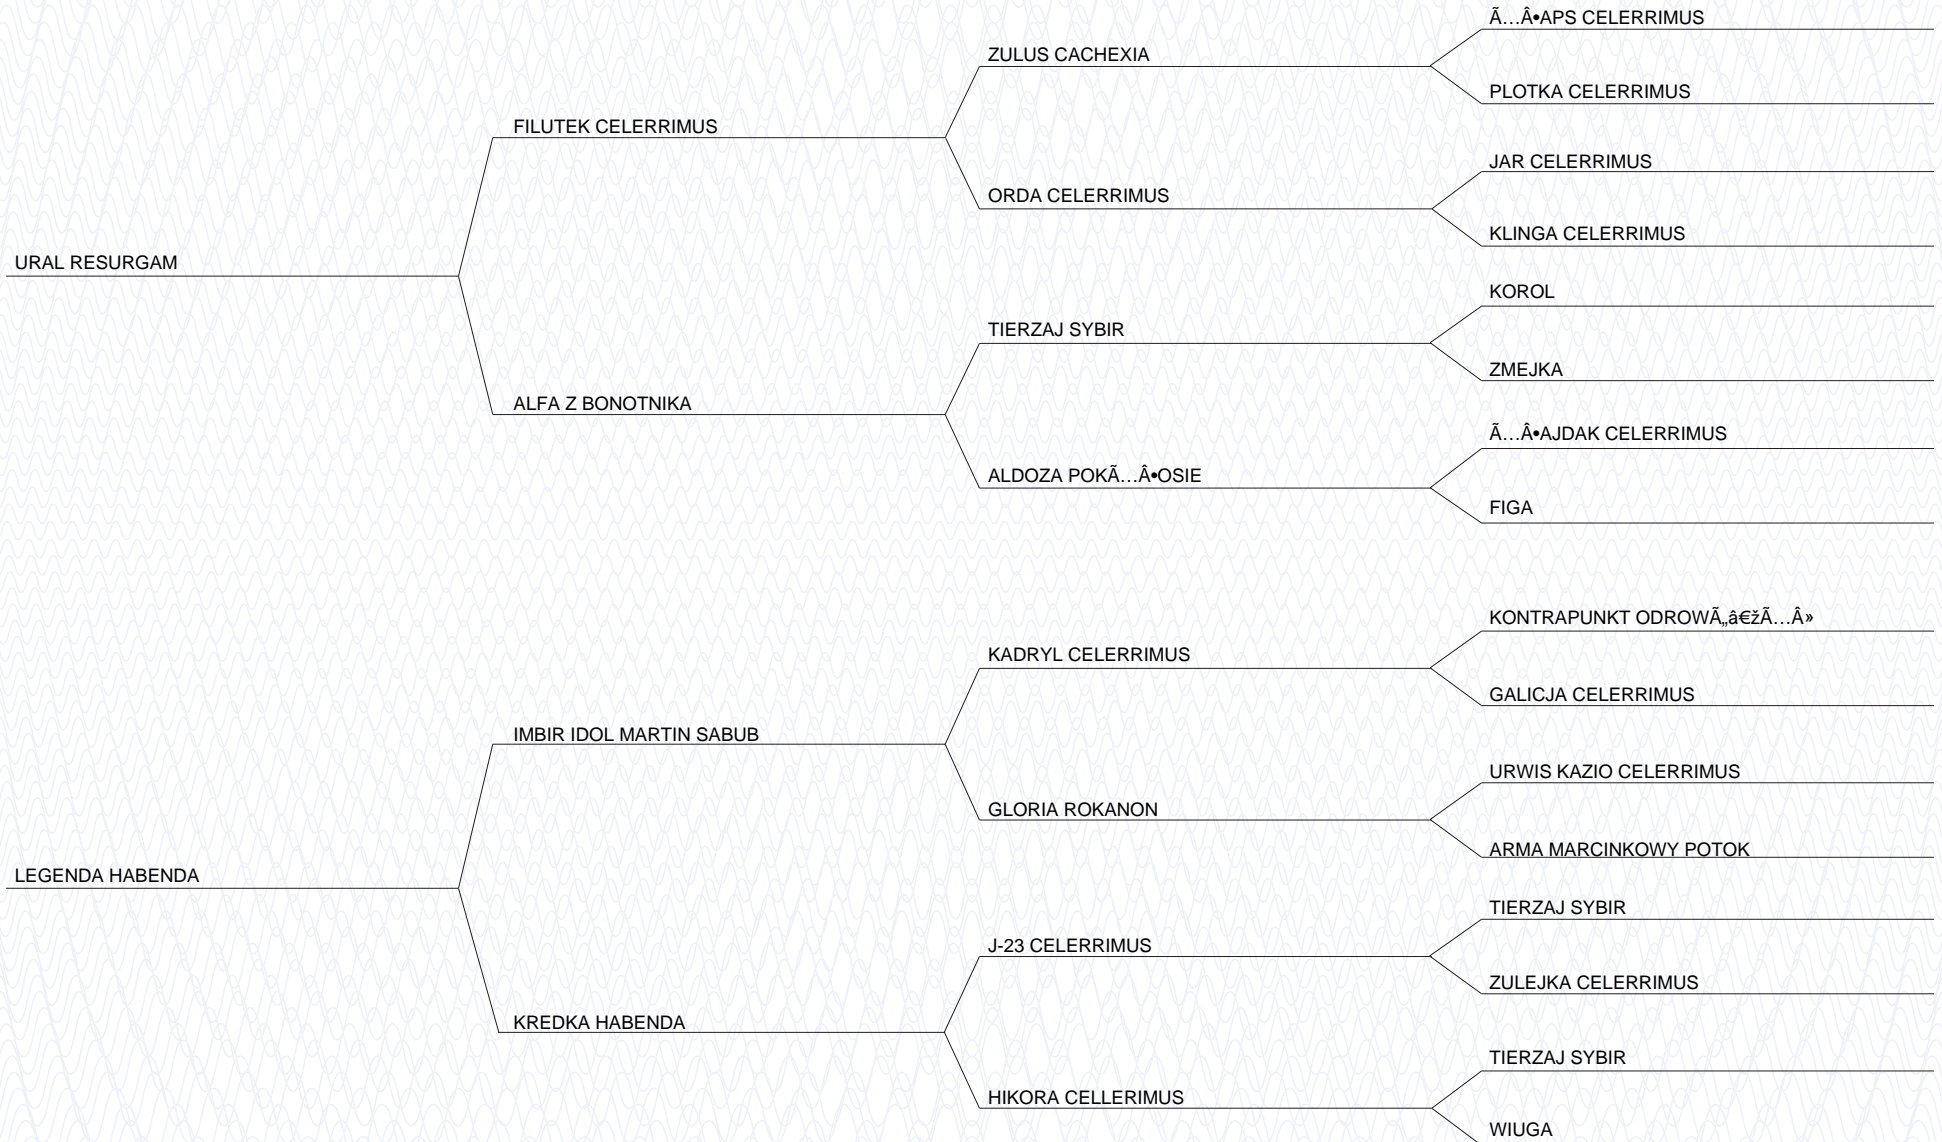 Ã…Â•APS CELERRIMUS
ZULUS CACHEXIA
PLOTKA CELERRIMUS
FILUTEK CELERRIMUS
JAR CELERRIMUS
ORDA CELERRIMUS
KLINGA CELERRIMUS
URAL RESURGAM
KOROL
TIERZAJ SYBIR
ZMEJKA
ALFA Z BONOTNIKA
Ã…Â•AJDAK CELERRIMUS
ALDOZA POKÃ…Â•OSIE
FIGA
KONTRAPUNKT ODROWÃ„â€žÃ…Â»
KADRYL CELERRIMUS
GALICJA CELERRIMUS
IMBIR IDOL MARTIN SABUB
URWIS KAZIO CELERRIMUS
GLORIA ROKANON
ARMA MARCINKOWY POTOK
LEGENDA HABENDA
TIERZAJ SYBIR
J-23 CELERRIMUS
ZULEJKA CELERRIMUS
KREDKA HABENDA
TIERZAJ SYBIR
HIKORA CELLERIMUS
WIUGA